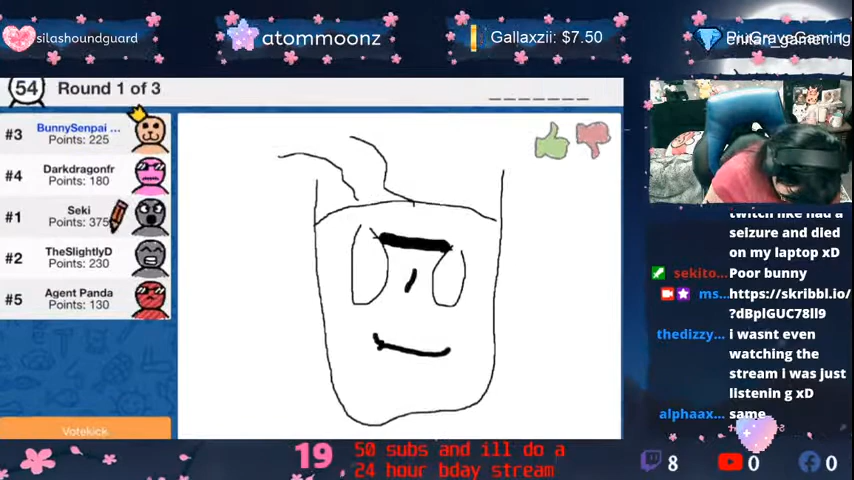 silashoundguard
atommoonz
Gallaxzii: $7.50
PiuGraveGaming
54
Round 1 of 3
#3
BunnySenpai ...
Points: 225
#4
Darkdragonfr
Points: 180
#1
Seki
Points: 375
#2
TheSlightlyD
Points: 230
#5
Agent Panda
Points: 130
Votekick
twitch like had a
seizure and died
on my laptop xD
sekito... Poor bunny
ms... https://skribbl.io/
?dBplGUC78ll9
thedizzy... i wasnt even
watching the
stream i was just
listenin g xD
alphaax... same
19
50 subs and ill do a
24 hour bday stream
8
0
0